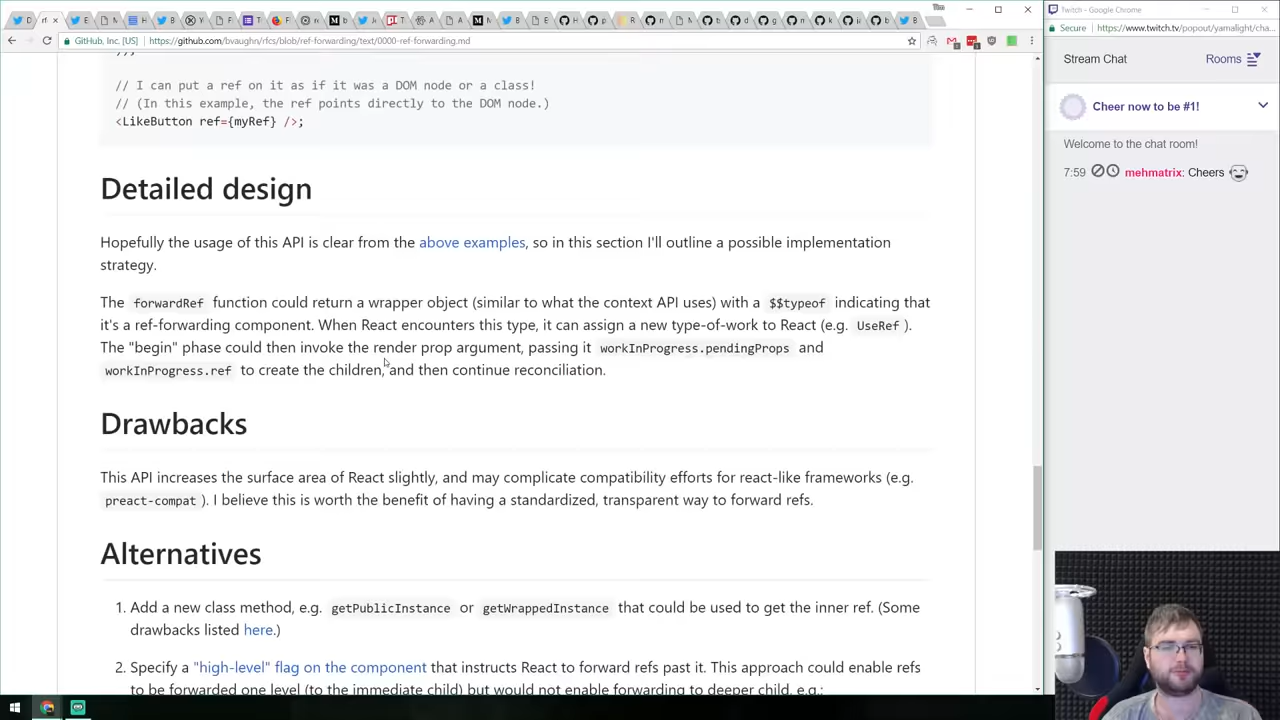 Twitch - Google Chrome
GitHub, Inc. [US]
https://github.com/bvaughn/rfcs/blob/ref-forwarding/text/0000-ref-forwarding.md
Secure
https://www.twitch.tv/popout/yamalight/cha...
Stream Chat
Rooms
Cheer now to be #1!
Welcome to the chat room!
7:59 mehmatrix: Cheers
// I can put a ref on it as if it was a DOM node or a class!
// (In this example, the ref points directly to the DOM node.)
<LikeButton ref={myRef} />;
Detailed design
Hopefully the usage of this API is clear from the above examples, so in this section I'll outline a possible implementation
strategy.
The forwardRef function could return a wrapper object (similar to what the context API uses) with a $$typeof indicating that
it's a ref-forwarding component. When React encounters this type, it can assign a new type-of-work to React (e.g. UseRef ).
The "begin" phase could then invoke the render prop argument, passing it workInProgress.pendingProps and
workInProgress.ref to create the children, and then continue reconciliation.
Drawbacks
This API increases the surface area of React slightly, and may complicate compatibility efforts for react-like frameworks (e.g.
preact-compat ). I believe this is worth the benefit of having a standardized, transparent way to forward refs.
Alternatives
1. Add a new class method, e.g. getPublicInstance or getWrappedInstance that could be used to get the inner ref. (Some
drawbacks listed here.)
2. Specify a "high-level" flag on the component that instructs React to forward refs past it. This approach could enable refs
to be forwarded one level (to the immediate child) but would not enable forwarding to deeper child, e.g.: